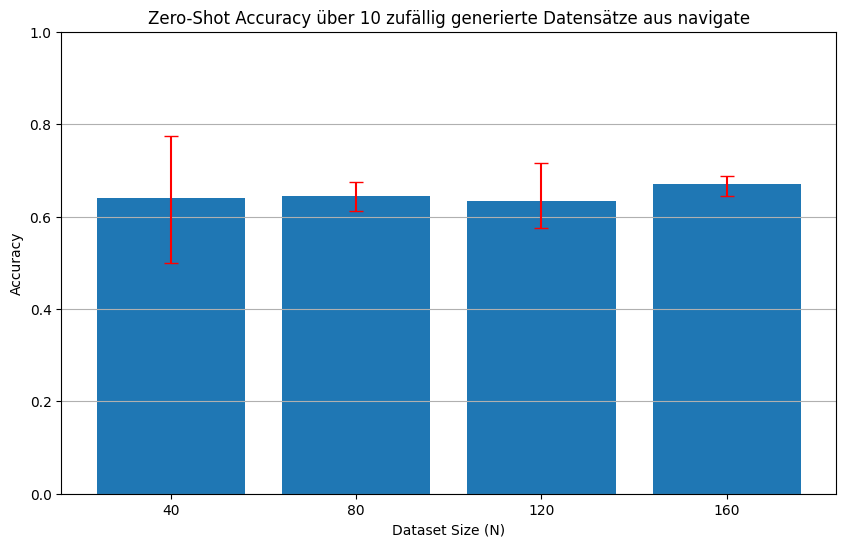 Zero-Shot Accuracy über 10 zufällig generierte Datensätze aus navigate
1.0
0.8
0.6
0.4
0.2
0.0
Accuracy
40 80 120 160
Dataset Size (N)